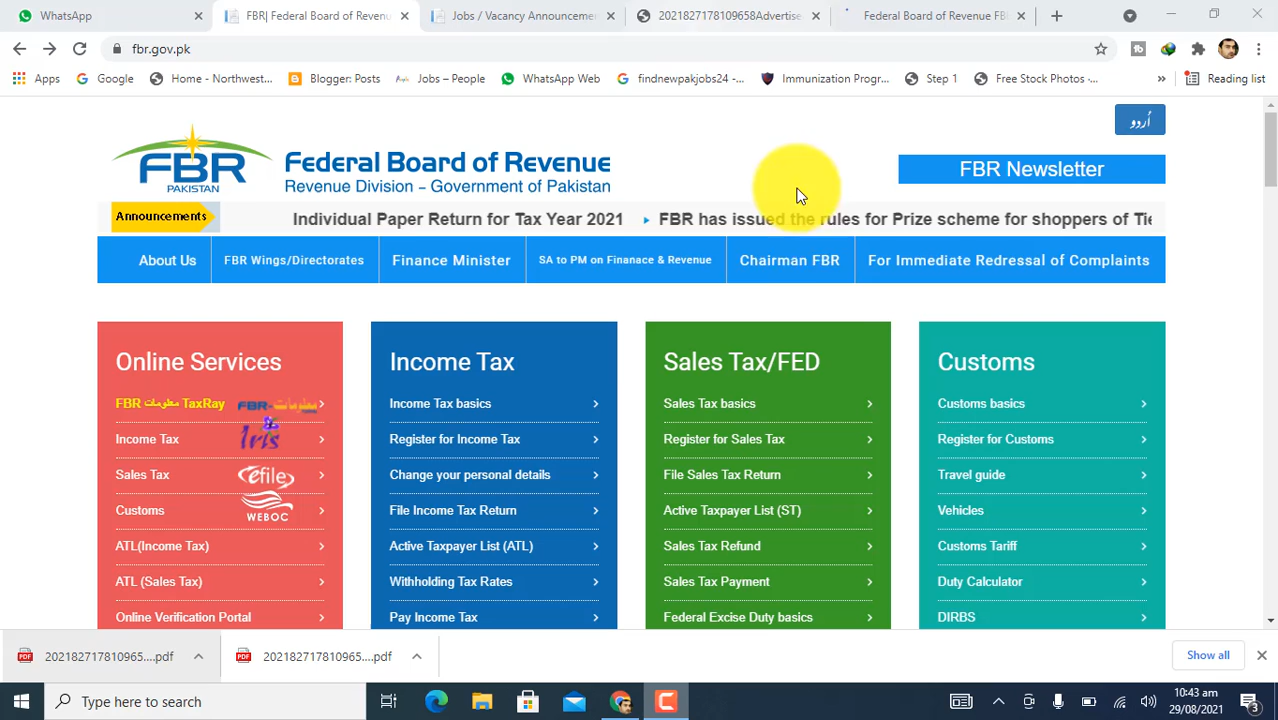 WhatsApp
FBR| Federal Board of Revenu
Jobs / Vacancy Announceme
2021827178109658Advertise
Federal Board of Revenue FB
fbr.gov.pk
Apps
Google
Home - Northwest...
Blogger: Posts
Jobs – People
WhatsApp Web
findnewpakjobs24 -...
Immunization Progr...
Step 1
Free Stock Photos -...
»
Reading list
اُردو
FBR
PAKISTAN
Federal Board of Revenue
Revenue Division – Government of Pakistan
FBR Newsletter
Announcements
Individual Paper Return for Tax Year 2021
FBR has issued the rules for Prize scheme for shoppers of Tie
About Us
FBR Wings/Directorates
Finance Minister
SA to PM on Finanace & Revenue
Chairman FBR
For Immediate Redressal of Complaints
Online Services
FBR معلومات TaxRay
FBR-معلومات
&
Income Tax
Iris
Sales Tax
efile
Customs
WEBOC
ATL(Income Tax)
ATL (Sales Tax)
Online Verification Portal
Income Tax
Income Tax basics
Register for Income Tax
Change your personal details
File Income Tax Return
Active Taxpayer List (ATL)
Withholding Tax Rates
Pay Income Tax
Sales Tax/FED
Sales Tax basics
Register for Sales Tax
File Sales Tax Return
Active Taxpayer List (ST)
Sales Tax Refund
Sales Tax Payment
Federal Excise Duty basics
Customs
Customs basics
Register for Customs
Travel guide
Vehicles
Customs Tariff
Duty Calculator
DIRBS
202182717810965....pdf
202182717810965....pdf
Show all
Type here to search
10:43 am
29/08/2021
3